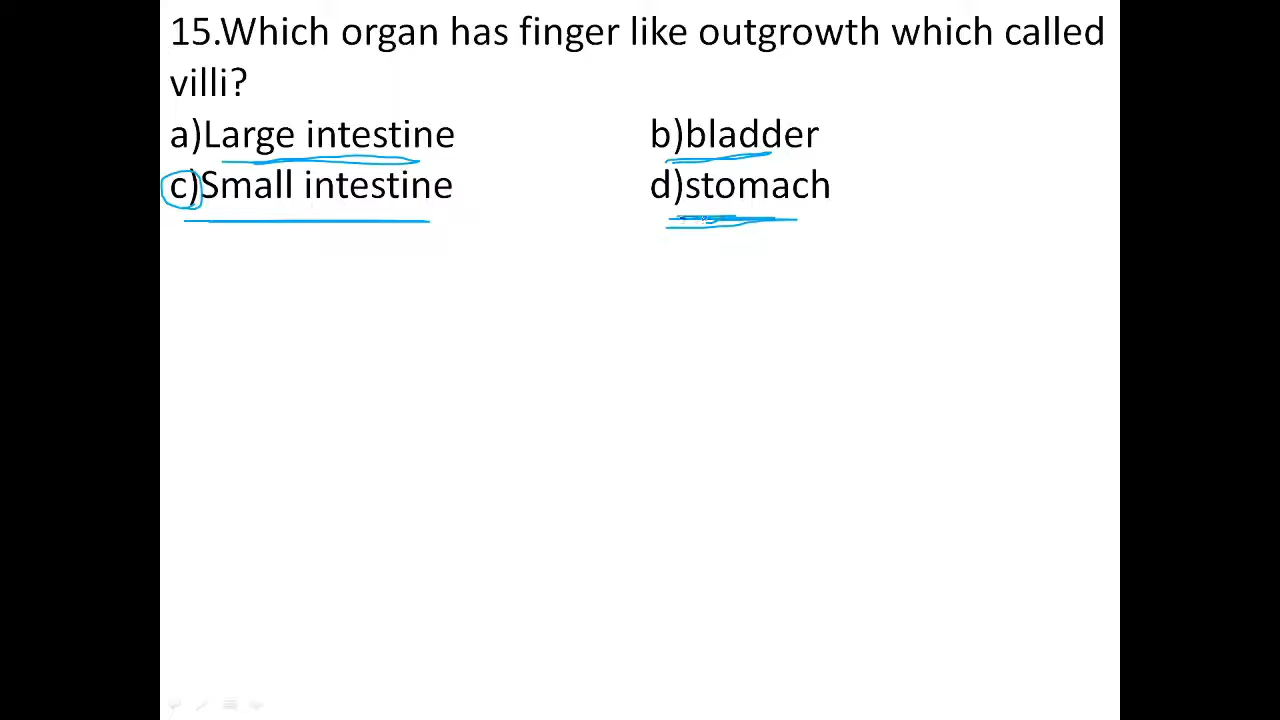 15.Which organ has finger like outgrowth which called
villi?
a)Large intestine b)bladder
c)Small intestine d)stomach